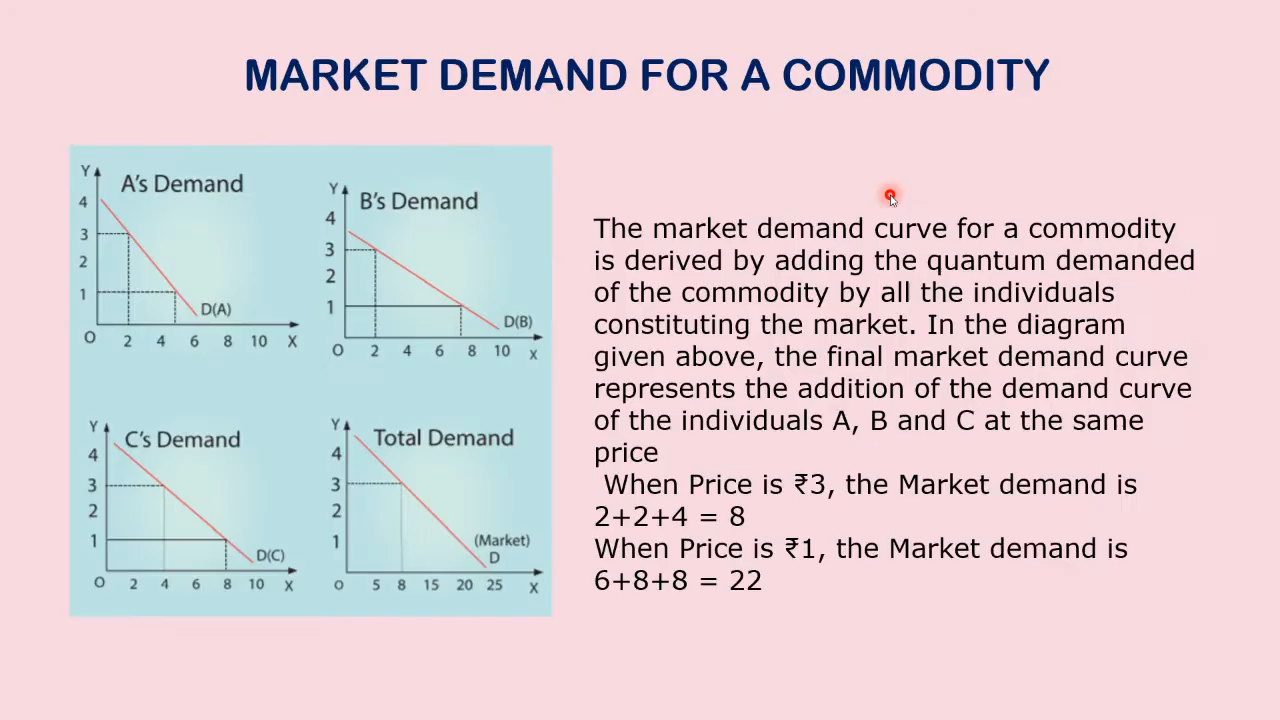 MARKET DEMAND FOR A COMMODITY
Y
A's Demand
4
3
2
1
D(A)
O 2 4 6 8 10 X
Y
B's Demand
4
3
2
1
D(B)
O 2 4 6 8 10 X
Y
C's Demand
4
3
2
1
D(C)
O 2 4 6 8 10 X
Y
Total Demand
4
3
2
1
(Market)
D
O 5 8 15 20 25 X
The market demand curve for a commodity
is derived by adding the quantum demanded
of the commodity by all the individuals
constituting the market. In the diagram
given above, the final market demand curve
represents the addition of the demand curve
of the individuals A, B and C at the same
price
When Price is ₹3, the Market demand is
2+2+4 = 8
When Price is ₹1, the Market demand is
6+8+8 = 22